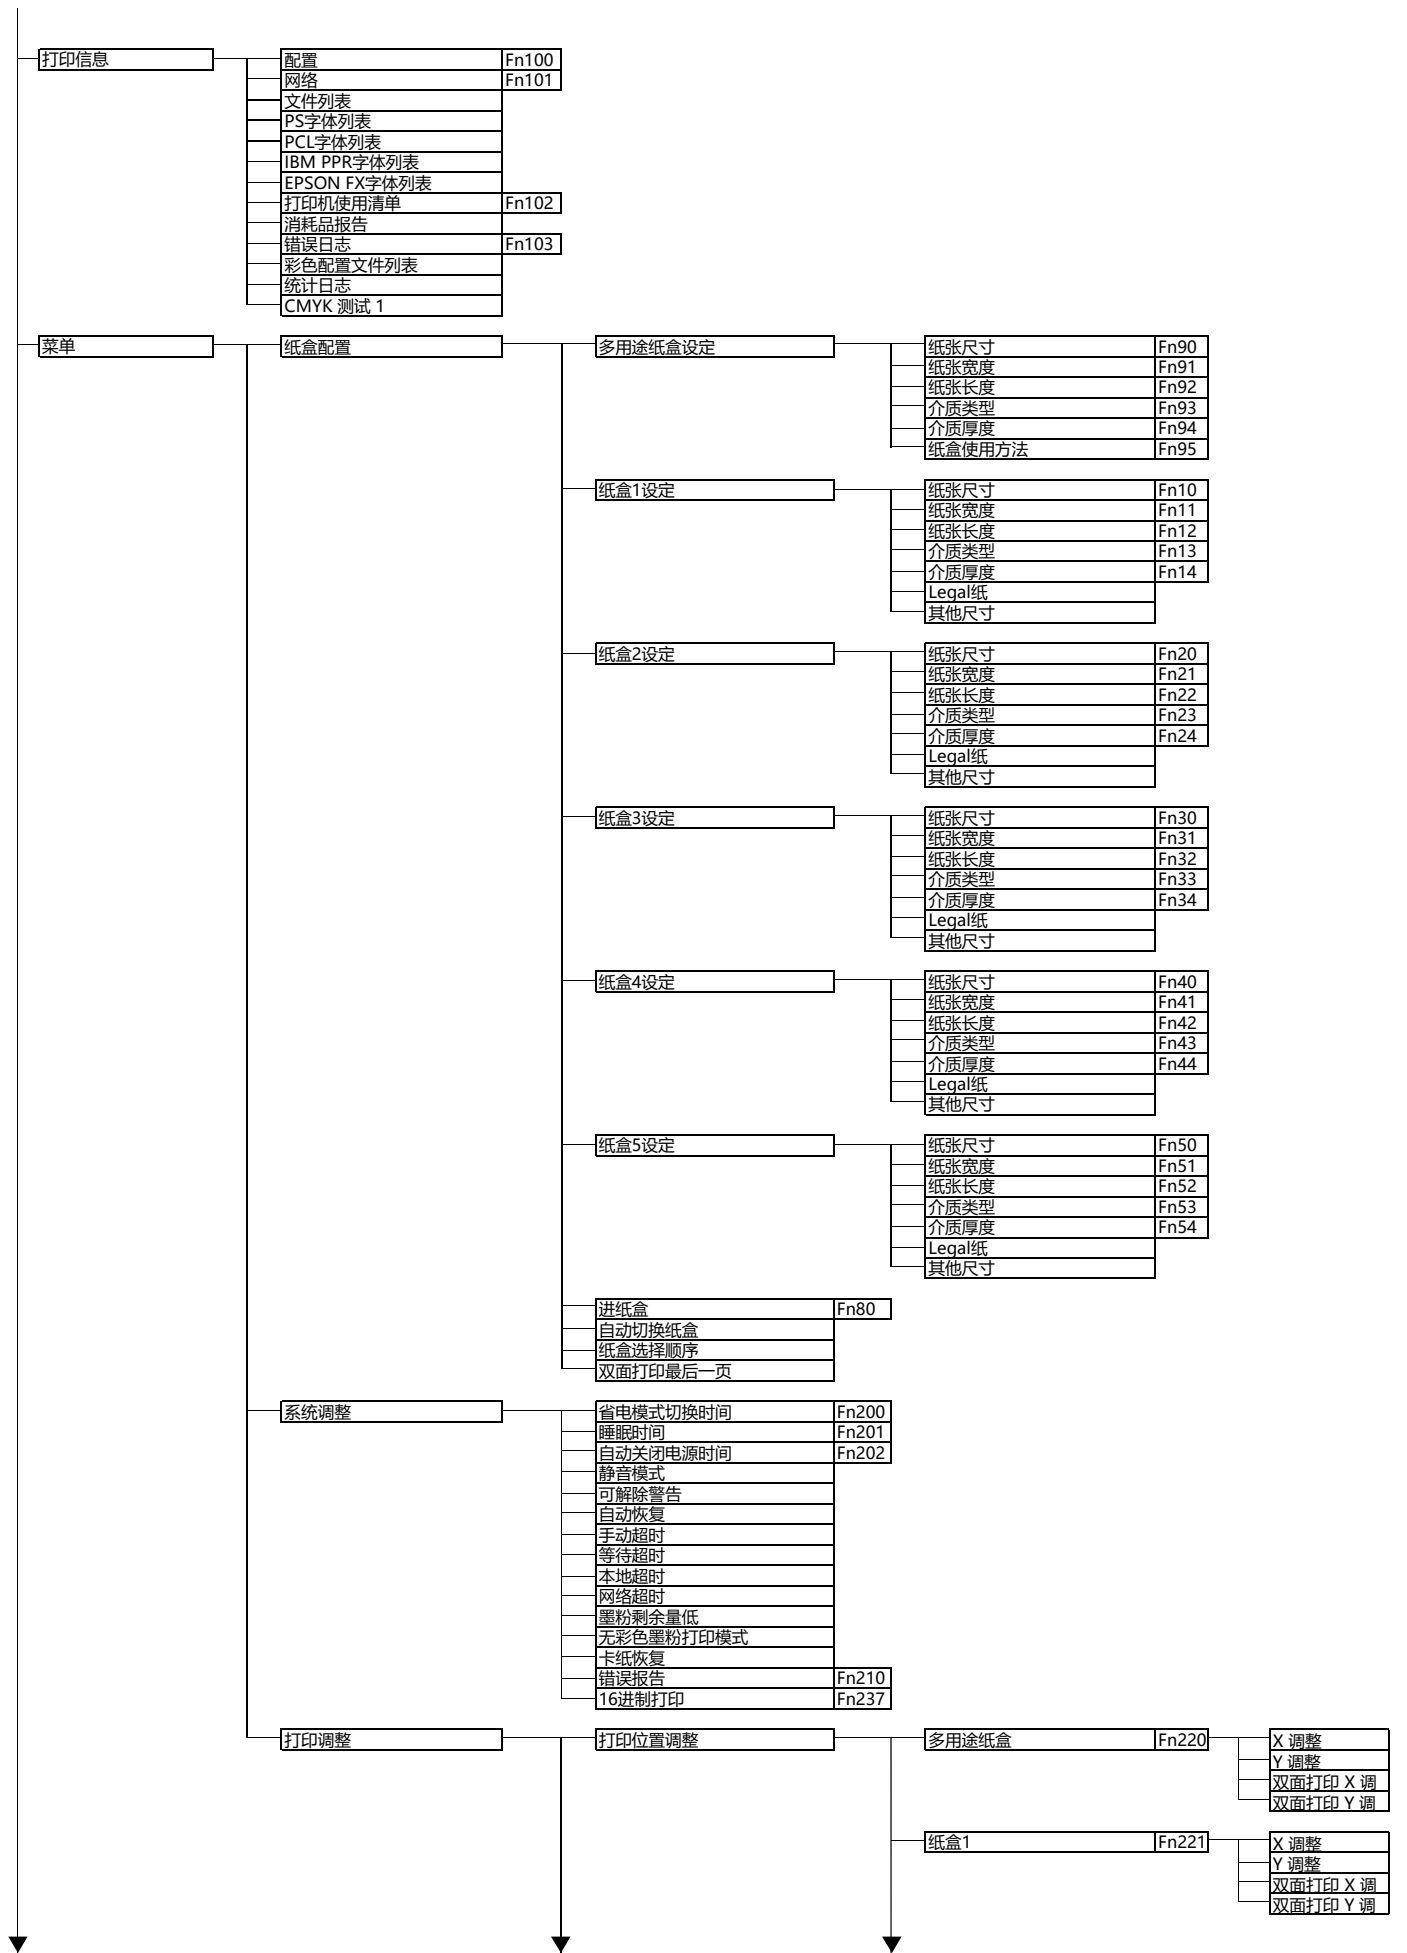 打印信息
配置 Fn100
网络 Fn101
文件列表
PS字体列表
PCL字体列表
IBM PPR字体列表
EPSON FX字体列表
打印机使用清单 Fn102
消耗品报告
错误日志 Fn103
彩色配置文件列表
统计日志
CMYK 测试 1
菜单
纸盒配置
多用途纸盒设定
纸张尺寸 Fn90
纸张宽度 Fn91
纸张长度 Fn92
介质类型 Fn93
介质厚度 Fn94
纸盒使用方法 Fn95
纸盒1设定
纸张尺寸 Fn10
纸张宽度 Fn11
纸张长度 Fn12
介质类型 Fn13
介质厚度 Fn14
Legal纸
其他尺寸
纸盒2设定
纸张尺寸 Fn20
纸张宽度 Fn21
纸张长度 Fn22
介质类型 Fn23
介质厚度 Fn24
Legal纸
其他尺寸
纸盒3设定
纸张尺寸 Fn30
纸张宽度 Fn31
纸张长度 Fn32
介质类型 Fn33
介质厚度 Fn34
Legal纸
其他尺寸
纸盒4设定
纸张尺寸 Fn40
纸张宽度 Fn41
纸张长度 Fn42
介质类型 Fn43
介质厚度 Fn44
Legal纸
其他尺寸
纸盒5设定
纸张尺寸 Fn50
纸张宽度 Fn51
纸张长度 Fn52
介质类型 Fn53
介质厚度 Fn54
Legal纸
其他尺寸
进纸盒 Fn80
自动切换纸盒
纸盒选择顺序
双面打印最后一页
系统调整
省电模式切换时间 Fn200
睡眠时间 Fn201
自动关闭电源时间 Fn202
静音模式
可解除警告
自动恢复
手动超时
等待超时
本地超时
网络超时
墨粉剩余量低
无彩色墨粉打印模式
卡纸恢复
错误报告 Fn210
16进制打印 Fn237
打印调整
打印位置调整
多用途纸盒 Fn220
X 调整
Y 调整
双面打印 X 调
双面打印 Y 调
纸盒1 Fn221
X 调整
Y 调整
双面打印 X 调
双面打印 Y 调